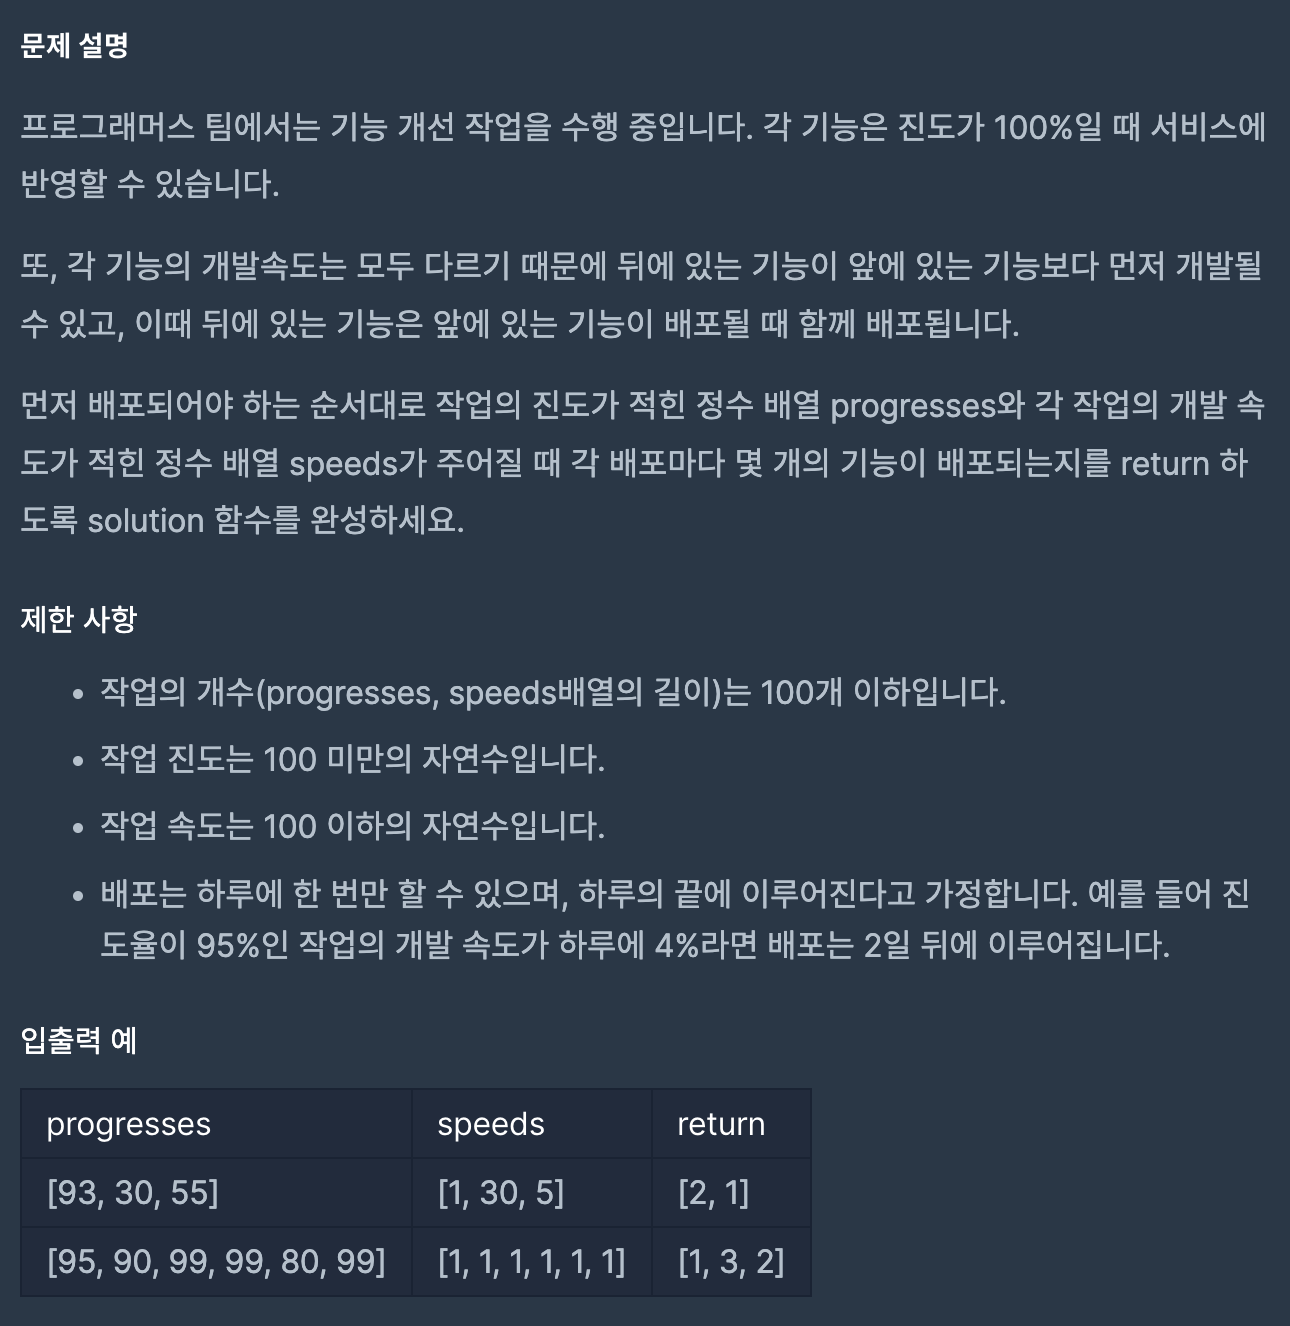 문제 설명
프로그래머스 팀에서는 기능 개선 작업을 수행 중입니다. 각 기능은 진도가 100%일 때 서비스에
반영할 수 있습니다.
또, 각 기능의 개발속도는 모두 다르기 때문에 뒤에 있는 기능이 앞에 있는 기능보다 먼저 개발될
수 있고, 이때 뒤에 있는 기능은 앞에 있는 기능이 배포될 때 함께 배포됩니다.
먼저 배포되어야 하는 순서대로 작업의 진도가 적힌 정수 배열 progresses와 각 작업의 개발 속
도가 적힌 정수 배열 speeds가 주어질 때 각 배포마다 몇 개의 기능이 배포되는지를 return 하
도록 solution 함수를 완성하세요.
제한 사항
• 작업의 개수(progresses, speeds배열의 길이)는 100개 이하입니다.
• 작업 진도는 100 미만의 자연수입니다.
• 작업 속도는 100 이하의 자연수입니다.
• 배포는 하루에 한 번만 할 수 있으며, 하루의 끝에 이루어진다고 가정합니다. 예를 들어 진
도율이 95%인 작업의 개발 속도가 하루에 4%라면 배포는 2일 뒤에 이루어집니다.
입출력 예
progresses speeds return
[93, 30, 55] [1, 30, 5] [2, 1]
[95, 90, 99, 99, 80, 99] [1, 1, 1, 1, 1, 1] [1, 3, 2]